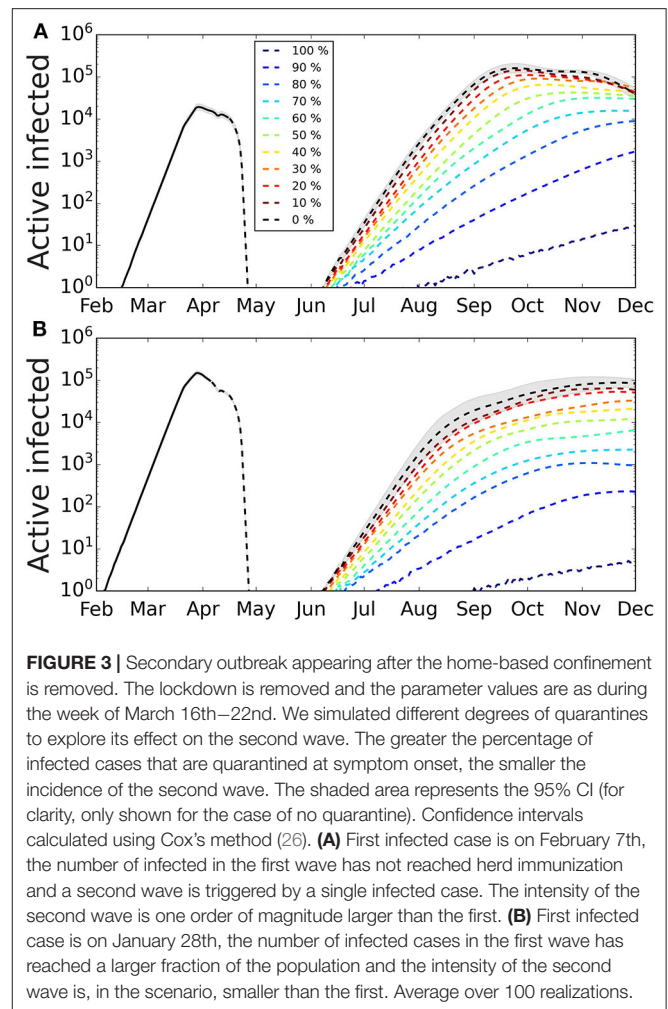 A
Active infected
10^6
10^5
10^4
10^3
10^2
10^1
10^0
100 %
90 %
80 %
70 %
60 %
50 %
40 %
30 %
20 %
10 %
0 %
Feb Mar Apr May Jun Jul Aug Sep Oct Nov Dec
B
Active infected
10^6
10^5
10^4
10^3
10^2
10^1
10^0
Feb Mar Apr May Jun Jul Aug Sep Oct Nov Dec
FIGURE 3 | Secondary outbreak appearing after the home-based confinement
is removed. The lockdown is removed and the parameter values are as during
the week of March 16th–22nd. We simulated different degrees of quarantines
to explore its effect on the second wave. The greater the percentage of
infected cases that are quarantined at symptom onset, the smaller the
incidence of the second wave. The shaded area represents the 95% CI (for
clarity, only shown for the case of no quarantine). Confidence intervals
calculated using Cox's method (26). (A) First infected case is on February 7th,
the number of infected in the first wave has not reached herd immunization
and a second wave is triggered by a single infected case. The intensity of the
second wave is one order of magnitude larger than the first. (B) First infected
case is on January 28th, the number of infected cases in the first wave has
reached a larger fraction of the population and the intensity of the second
wave is, in the scenario, smaller than the first. Average over 100 realizations.